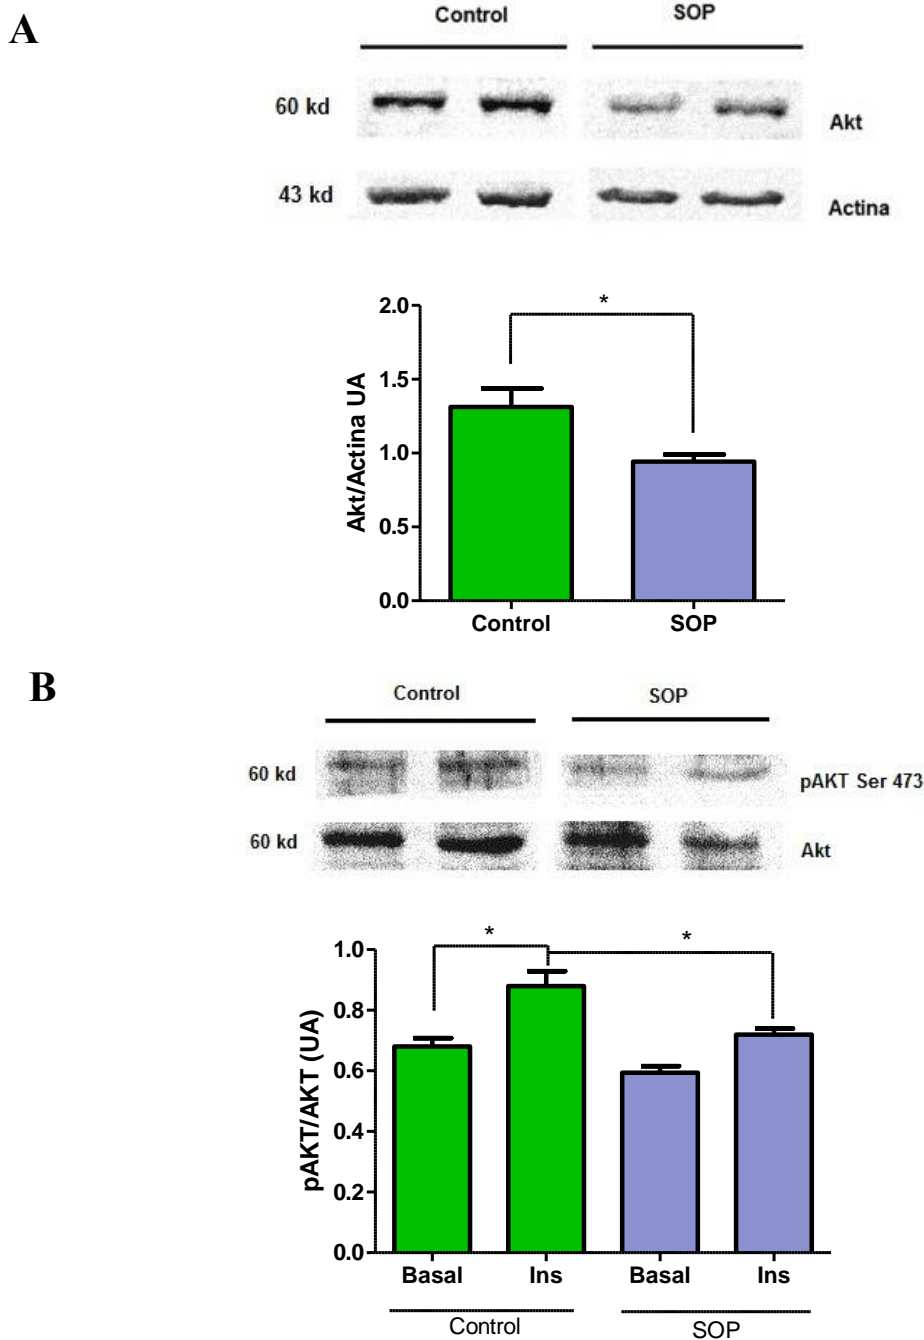 A
Control SOP
60 kd Akt
43 kd Actina
*
2.0
1.5
1.0
0.5
0.0
Akt/Actina UA
Control SOP
B
Control SOP
60 kd pAKT Ser 473
60 kd Akt
* *
1.0
0.8
0.6
0.4
0.2
0.0
pAKT/AKT (UA)
Basal Ins Basal Ins
Control SOP